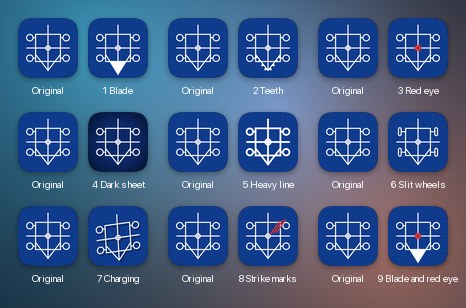 Original 1 Blade Original 2 Teeth Original 3 Red eye
Original 4 Dark sheet Original 5 Heavy line Original 6 Slit wheels
Original 7 Charging Original 8 Strike marks Original 9 Blade and red eye